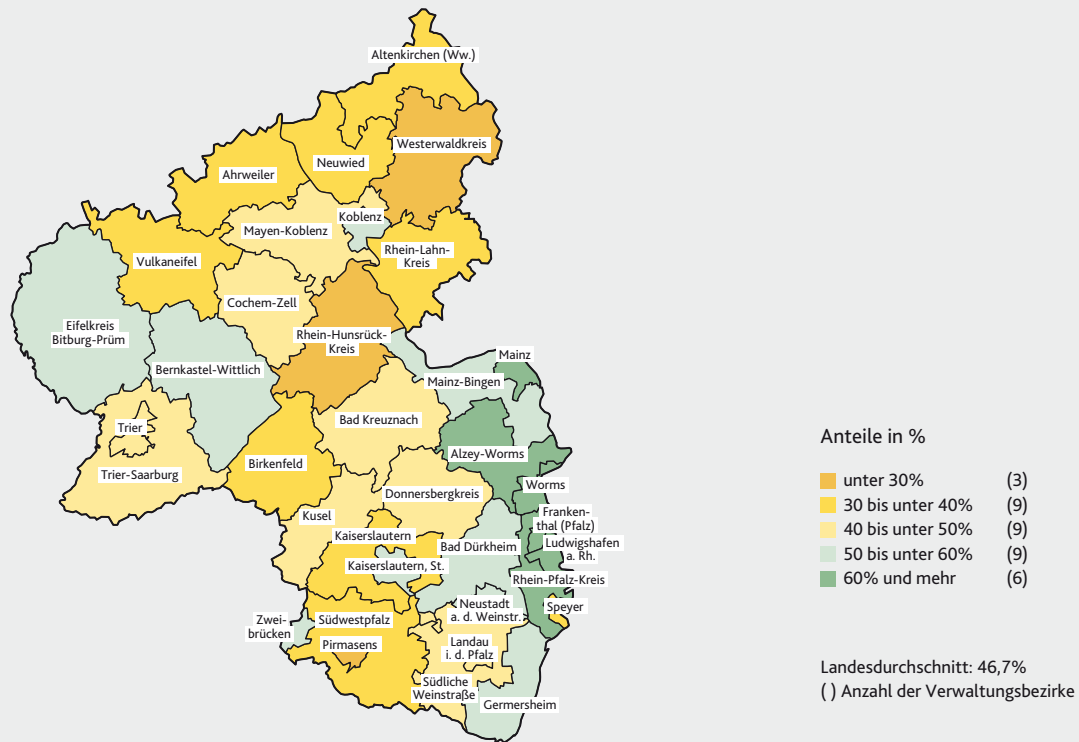 Altenkirchen (Ww.)
Westerwaldkreis
Neuwied
Ahrweiler
Koblenz
Mayen-Koblenz
Rhein-Lahn-
Kreis
Vulkaneifel
Cochem-Zell
Eifelkreis
Bitburg-Prüm
Rhein-Hunsrück-
Kreis
Mainz
Bernkastel-Wittlich
Mainz-Bingen
Bad Kreuznach
Trier
Alzey-Worms
Trier-Saarburg
Birkenfeld
Worms
Donnersbergkreis
Kusel
Franken-
thal (Pfalz)
Kaiserslautern
Bad Dürkheim
Ludwigshafen
a. Rh.
Kaiserslautern, St.
Rhein-Pfalz-Kreis
Neustadt
a. d. Weinstr.
Speyer
Zwei-
brücken
Südwestpfalz
Pirmasens
Landau
i. d. Pfalz
Südliche
Weinstraße
Germersheim
Anteile in %
unter 30% (3)
30 bis unter 40% (9)
40 bis unter 50% (9)
50 bis unter 60% (9)
60% und mehr (6)
Landesdurchschnitt: 46,7%
( ) Anzahl der Verwaltungsbezirke